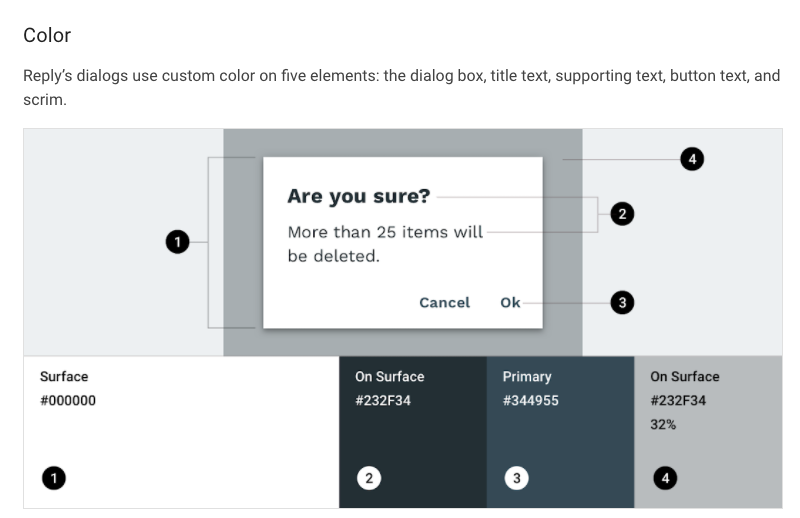 Color
Reply's dialogs use custom color on five elements: the dialog box, title text, supporting text, button text, and
scrim.
4
Are you sure?
2
More than 25 items will
1
be deleted.
Cancel Ok
3
Surface
#000000
1
On Surface
#232F34
2
Primary
#344955
3
On Surface
#232F34
32%
4